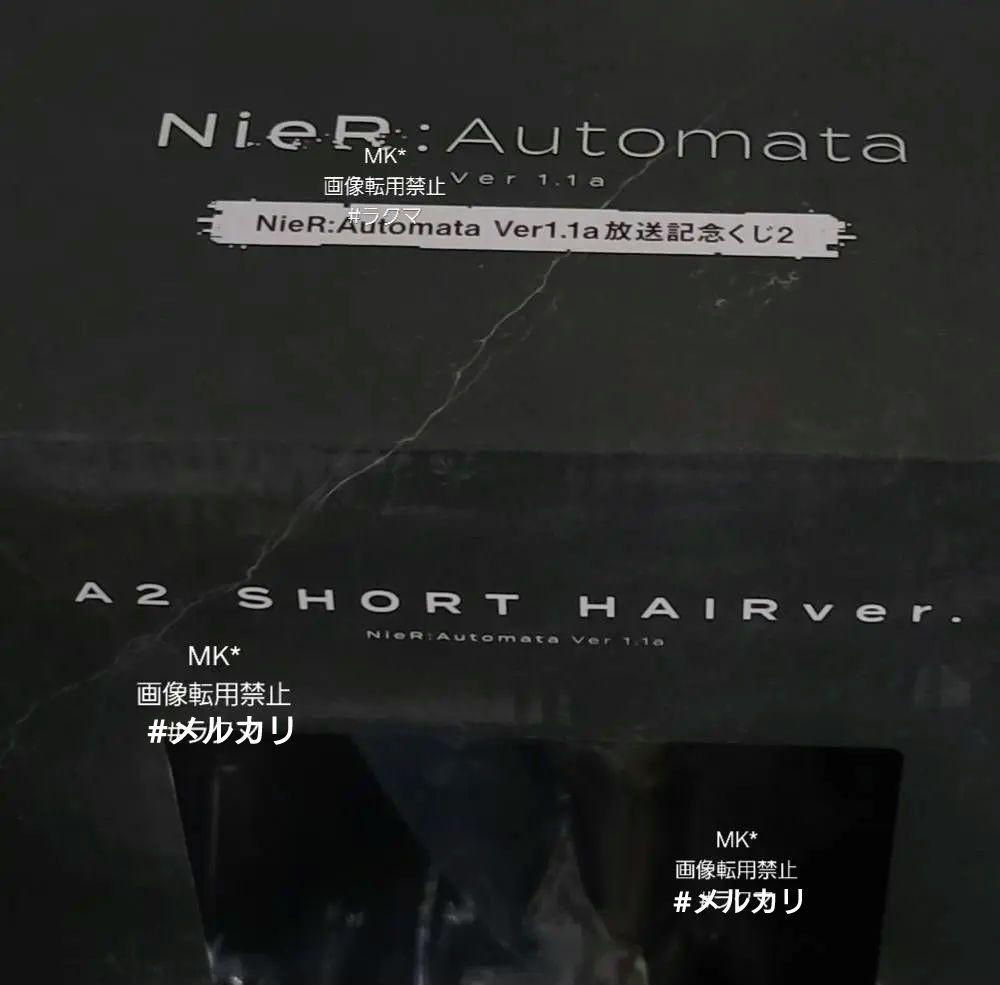 NieR:Automata
MK*
Ver 1.1a
画像転用禁止
#ラクマ
NieR:Automata Ver1.1a放送記念くじ2
A2 SHORT HAIRver.
NieR:Automata Ver 1.1a
MK*
画像転用禁止
#メルカリ
MK*
画像転用禁止
#メルカリ